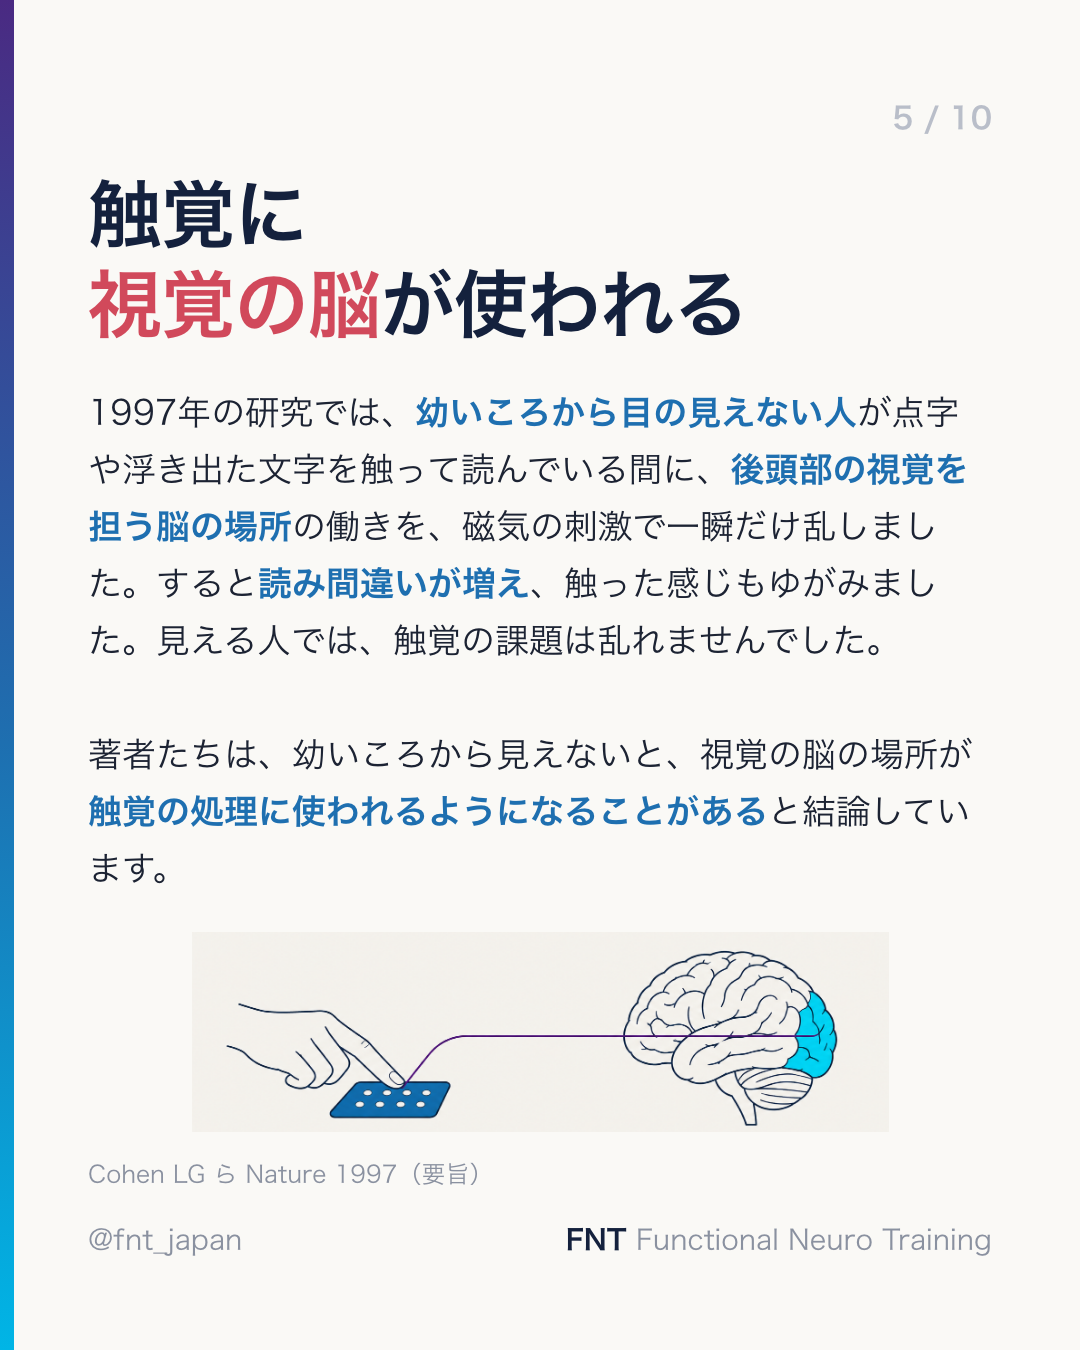 5 / 10
触覚に
視覚の脳が使われる
1997年の研究では、幼いころから目の見えない人が点字
や浮き出た文字を触って読んでいる間に、後頭部の視覚を
担う脳の場所の働きを、磁気の刺激で一瞬だけ乱しまし
た。すると読み間違いが増え、触った感じもゆがみまし
た。見える人では、触覚の課題は乱れませんでした。
著者たちは、幼いころから見えないと、視覚の脳の場所が
触覚の処理に使われるようになることがあると結論してい
ます。
Cohen LG ら Nature 1997（要旨）
@fnt_japan
FNT Functional Neuro Training